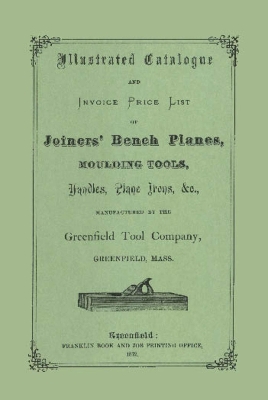 Illustrated Catalogue
AND
INVOICE PRICE LIST
OF
Joiners' Bench Planes,
MOULDING TOOLS,
Handles, Plane Irons, &c.,
MANUFACTURED BY THE
Greenfield Tool Company,
GREENFIELD, MASS.
Greenfield:
FRANKLIN BOOK AND JOB PRINTING OFFICE,
1872.